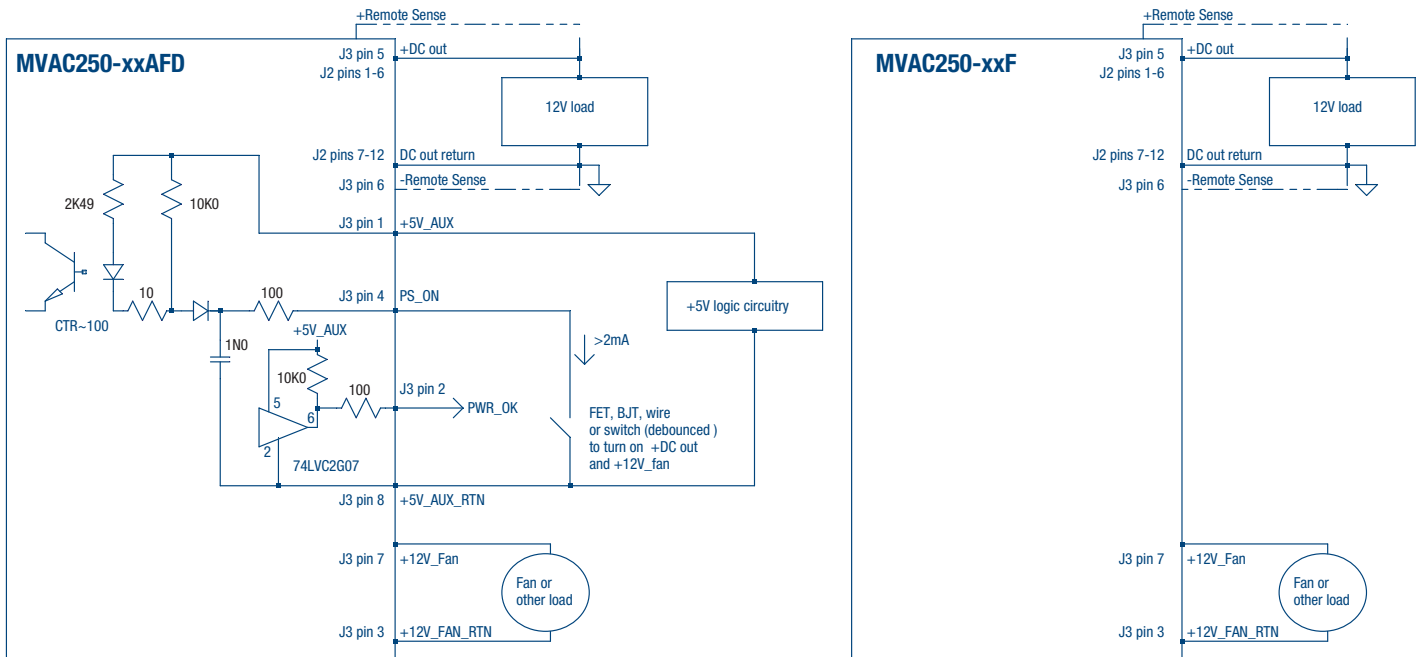 +Remote Sense
MVAC250-xxAFD
J3 pin 5
+DC out
J2 pins 1-6
12V load
J2 pins 7-12
DC out return
J3 pin 6
-Remote Sense
2K49
10K0
J3 pin 1
+5V_AUX
10
100
J3 pin 4
PS_ON
+5V logic circuitry
CTR~100
+5V_AUX
1N0
>2mA
10K0
100
J3 pin 2
PWR_OK
5
6
2
74LVC2G07
FET, BJT, wire
or switch (debounced )
to turn on +DC out
and +12V_fan
J3 pin 8
+5V_AUX_RTN
J3 pin 7
+12V_Fan
Fan or
other load
J3 pin 3
+12V_FAN_RTN
+Remote Sense
MVAC250-xxF
J3 pin 5
+DC out
J2 pins 1-6
12V load
J2 pins 7-12
DC out return
J3 pin 6
-Remote Sense
J3 pin 7
+12V_Fan
Fan or
other load
J3 pin 3
+12V_FAN_RTN